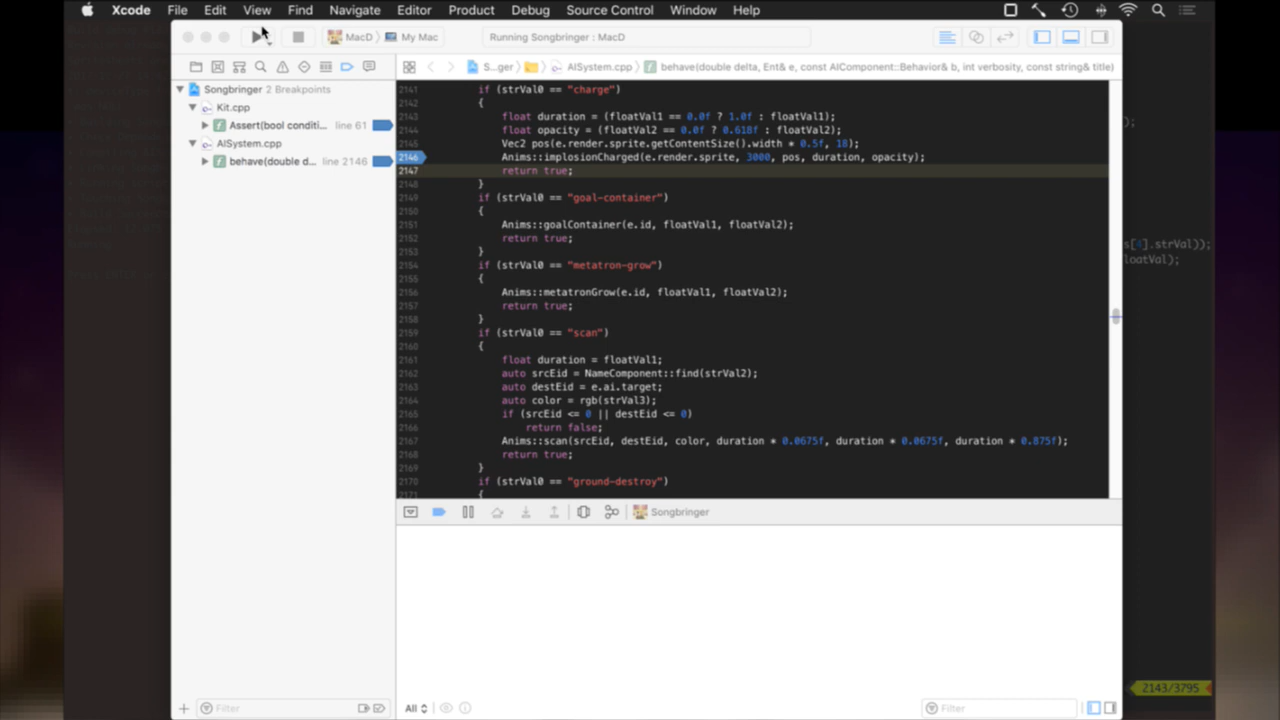 Xcode File Edit View Find Navigate Editor Product Debug Source Control Window Help
MacD My Mac Running Songbringer : MacD
S...ger AISystem.cpp behave(double delta, Ent& e, const AIComponent::Behavior& b, int verbosity, const string& title)
Songbringer 2 Breakpoints
Kit.cpp
Assert(bool conditi... line 61
AISystem.cpp
behave(double d... line 2146
2141 if (strVal0 == "charge")
2142 {
2143 float duration = (floatVal1 == 0.0f ? 1.0f : floatVal1);
2144 float opacity = (floatVal2 == 0.0f ? 0.618f : floatVal2);
2145 Vec2 pos(e.render.sprite.getContentSize().width * 0.5f, 18);
2146 Anims::implosionCharged(e.render.sprite, 3000, pos, duration, opacity);
2147 return true;
2148 }
2149 if (strVal0 == "goal-container")
2150 {
2151 Anims::goalContainer(e.id, floatVal1, floatVal2);
2152 return true;
2153 }
2154 if (strVal0 == "metatron-grow")
2155 {
2156 Anims::metatronGrow(e.id, floatVal1, floatVal2);
2157 return true;
2158 }
2159 if (strVal0 == "scan")
2160 {
2161 float duration = floatVal1;
2162 auto srcEid = NameComponent::find(strVal2);
2163 auto destEid = e.ai.target;
2164 auto color = rgb(strVal3);
2165 if (srcEid <= 0 || destEid <= 0)
2166 return false;
2167 Anims::scan(srcEid, destEid, color, duration * 0.0675f, duration * 0.0675f, duration * 0.875f);
2168 return true;
2169 }
2170 if (strVal0 == "ground-destroy")
2171 {
);
s[4].strVal));
loatVal);
Songbringer
2143/3795
Filter
All
Filter